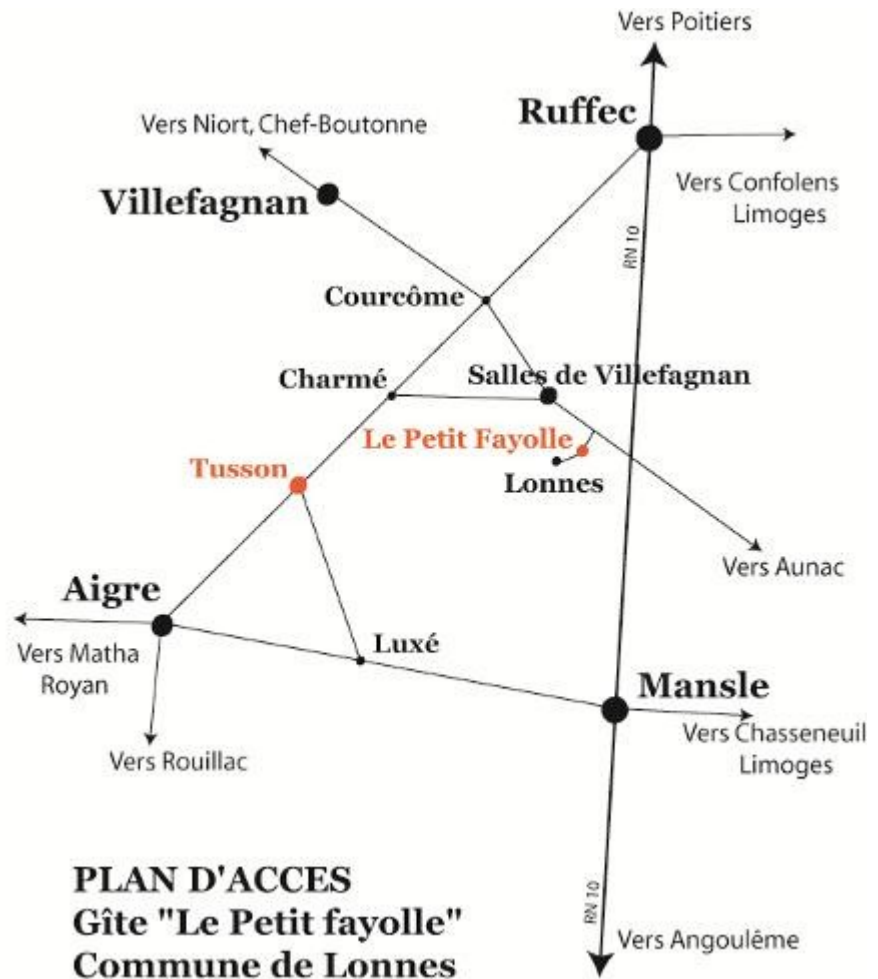 Vers Poitiers
Ruffec
Vers Niort, Chef-Boutonne
Villefagnan
Vers Confolens
Limoges
RN 10
Courcôme
Charmé
Salles de Villefagnan
Le Petit Fayolle
Tusson
Lonnes
Vers Aunac
Aigre
Vers Matha
Royan
Luxé
Mansle
Vers Chasseneuil
Limoges
Vers Rouillac
RN 10
Vers Angoulême
PLAN D'ACCES
Gîte "Le Petit fayolle"
Commune de Lonnes